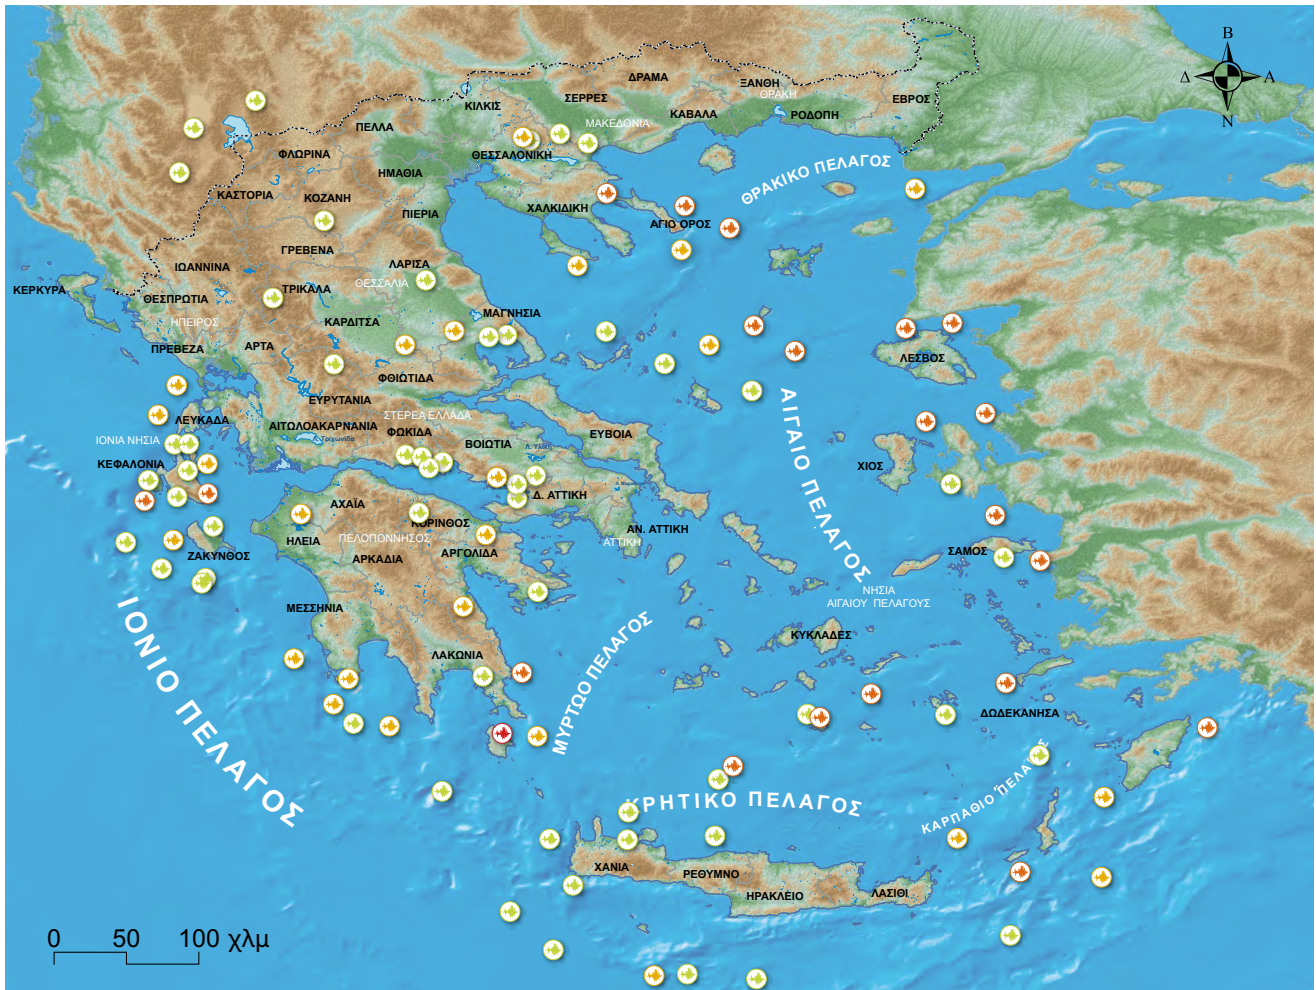 Β
Δ Α
Ν
ΔΡΑΜΑ
ΞΑΝΘΗ
ΘΡΑΚΗ
ΕΒΡΟΣ
ΣΕΡΡΕΣ
ΚΙΛΚΙΣ
ΚΑΒΑΛΑ
ΡΟΔΟΠΗ
ΠΕΛΛΑ
ΜΑΚΕΔΟΝΙΑ
ΦΛΩΡΙΝΑ
ΘΕΣΣΑΛΟΝΙΚΗ
ΗΜΑΘΙΑ
ΘΡΑΚΙΚΟ ΠΕΛΑΓΟΣ
ΚΑΣΤΟΡΙΑ
ΚΟΖΑΝΗ
ΠΙΕΡΙΑ
ΧΑΛΚΙΔΙΚΗ
ΑΓΙΟ ΟΡΟΣ
ΓΡΕΒΕΝΑ
ΙΩΑΝΝΙΝΑ
ΛΑΡΙΣΑ
ΘΕΣΣΑΛΙΑ
ΚΕΡΚΥΡΑ
ΘΕΣΠΡΩΤΙΑ
ΤΡΙΚΑΛΑ
ΗΠΕΙΡΟΣ
ΚΑΡΔΙΤΣΑ
ΜΑΓΝΗΣΙΑ
ΠΡΕΒΕΖΑ
ΑΡΤΑ
ΛΕΣΒΟΣ
ΦΘΙΩΤΙΔΑ
ΕΥΡΥΤΑΝΙΑ
ΣΤΕΡΕΑ ΕΛΛΑΔΑ
ΛΕΥΚΑΔΑ
ΑΙΤΩΛΟΑΚΑΡΝΑΝΙΑ
ΦΩΚΙΔΑ
ΕΥΒΟΙΑ
ΙΟΝΙΑ ΝΗΣΙΑ
Λ. Τριχωνίδα
ΒΟΙΩΤΙΑ
ΑΙΓΑΙΟ ΠΕΛΑΓΟΣ
ΚΕΦΑΛΟΝΙΑ
ΧΙΟΣ
ΑΧΑΪΑ
Δ. ΑΤΤΙΚΗ
ΚΟΡΙΝΘΟΣ
ΑΝ. ΑΤΤΙΚΗ
ΗΛΕΙΑ
ΠΕΛΟΠΟΝΝΗΣΟΣ
ΑΤΤΙΚΗ
ΖΑΚΥΝΘΟΣ
ΑΡΚΑΔΙΑ
ΑΡΓΟΛΙΔΑ
ΣΑΜΟΣ
ΝΗΣΙΑ
ΑΙΓΑΙΟΥ ΠΕΛΑΓΟΥΣ
ΜΕΣΣΗΝΙΑ
ΚΥΚΛΑΔΕΣ
ΙΟΝΙΟ ΠΕΛΑΓΟΣ
ΛΑΚΩΝΙΑ
ΜΥΡΤΩΟ ΠΕΛΑΓΟΣ
ΔΩΔΕΚΑΝΗΣΑ
ΚΑΡΠΑΘΙΟ ΠΕΛΑΓΟΣ
ΚΡΗΤΙΚΟ ΠΕΛΑΓΟΣ
ΧΑΝΙΑ
ΡΕΘΥΜΝΟ
ΗΡΑΚΛΕΙΟ
ΛΑΣΙΘΙ
0 50 100 χλμ